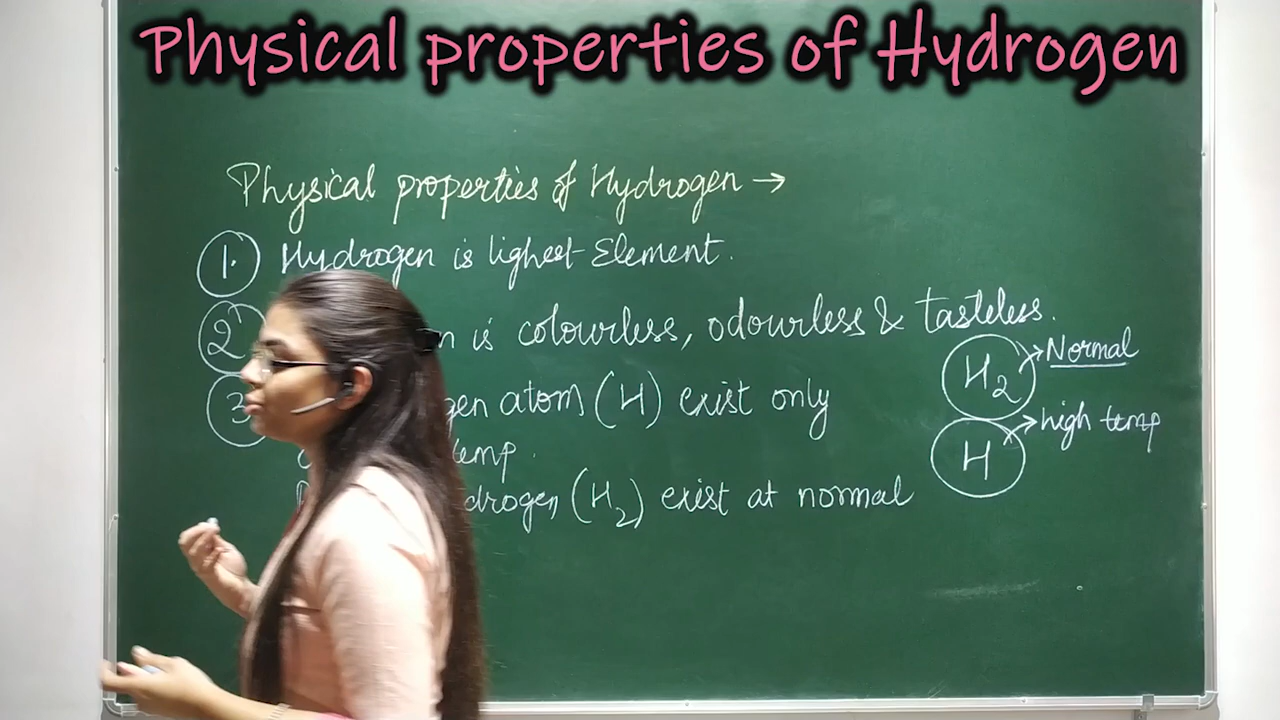 Physical properties of Hydrogen
Physical properties of Hydrogen →
1. Hydrogen is lighest Element.
2 n is colourless, odourless & tasteless.
H2 → Normal
3 gen atom (H) exist only
H → high temp
temp.
drogen (H2) exist at normal